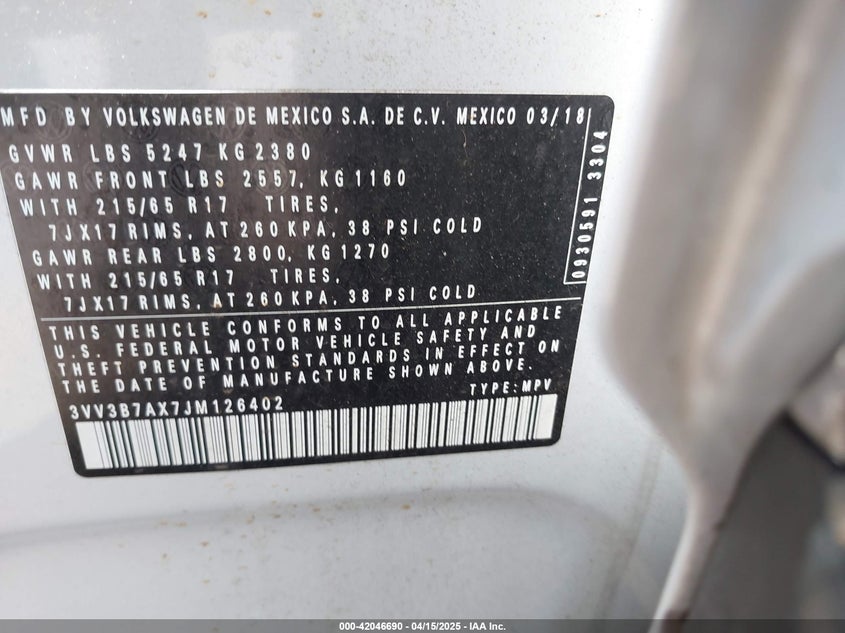 MFD BY VOLKSWAGEN DE MEXICO S.A. DE C.V. MEXICO 03/18
GVWR LBS 5247 KG 2380
GAWR FRONT LBS 2557, KG 1160
WITH 215/65 R17 TIRES,
7JX17 RIMS, AT 260 KPA, 38 PSI COLD
GAWR REAR LBS 2800, KG 1270
WITH 215/65 R17 TIRES,
7JX17 RIMS, AT 260 KPA, 38 PSI COLD
0930591 3304
THIS VEHICLE CONFORMS TO ALL APPLICABLE
U.S. FEDERAL MOTOR VEHICLE SAFETY AND
THEFT PREVENTION STANDARDS IN EFFECT ON
THE DATE OF MANUFACTURE SHOWN ABOVE.
TYPE: MPV
3VV3B7AX7JM126402
000-42046690 - 04/15/2025 - IAA Inc.